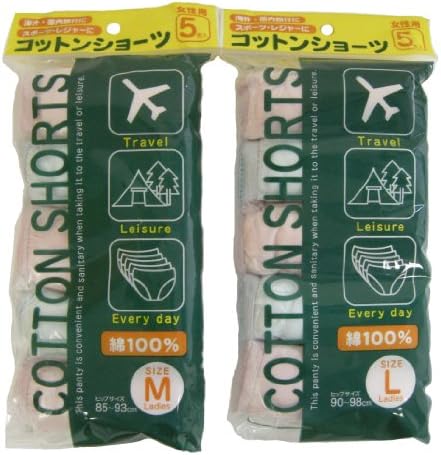 海外・国内旅行に
スポーツ・レジャーに
コットンショーツ
女性用
5枚入
COTTON SHORTS
This panty is convenient and sanitary when taking it to the travel or leisure.
Travel
Leisure
Every day
綿100%
SIZE
M
Ladies
ヒップサイズ
85~93cm
海外・国内旅行に
スポーツ・レジャーに
コットンショーツ
女性用
5枚入
COTTON SHORTS
This panty is convenient and sanitary when taking it to the travel or leisure.
Travel
Leisure
Every day
綿100%
SIZE
L
Ladies
ヒップサイズ
90~98cm